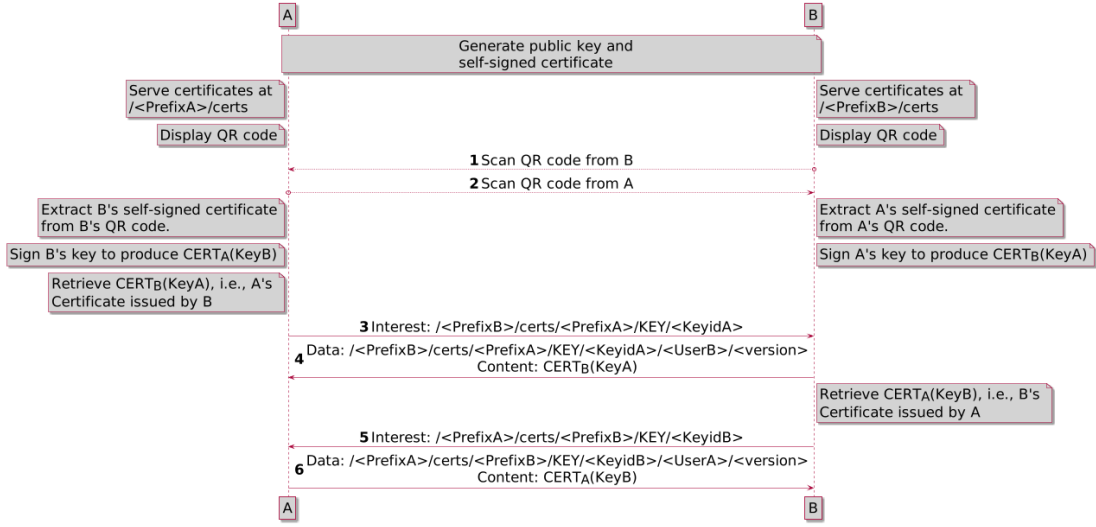 A B
Generate public key and
self-signed certificate
Serve certificates at
/<PrefixA>/certs
Serve certificates at
/<PrefixB>/certs
Display QR code
Display QR code
1 Scan QR code from B
2 Scan QR code from A
Extract B's self-signed certificate
from B's QR code.
Extract A's self-signed certificate
from A's QR code.
Sign B's key to produce CERTA(KeyB)
Sign A's key to produce CERTB(KeyA)
Retrieve CERTB(KeyA), i.e., A's
Certificate issued by B
3 Interest: /<PrefixB>/certs/<PrefixA>/KEY/<KeyidA>
4 Data: /<PrefixB>/certs/<PrefixA>/KEY/<KeyidA>/<UserB>/<version>
Content: CERTB(KeyA)
Retrieve CERTA(KeyB), i.e., B's
Certificate issued by A
5 Interest: /<PrefixA>/certs/<PrefixB>/KEY/<KeyidB>
6 Data: /<PrefixA>/certs/<PrefixB>/KEY/<KeyidB>/<UserA>/<version>
Content: CERTA(KeyB)
A B